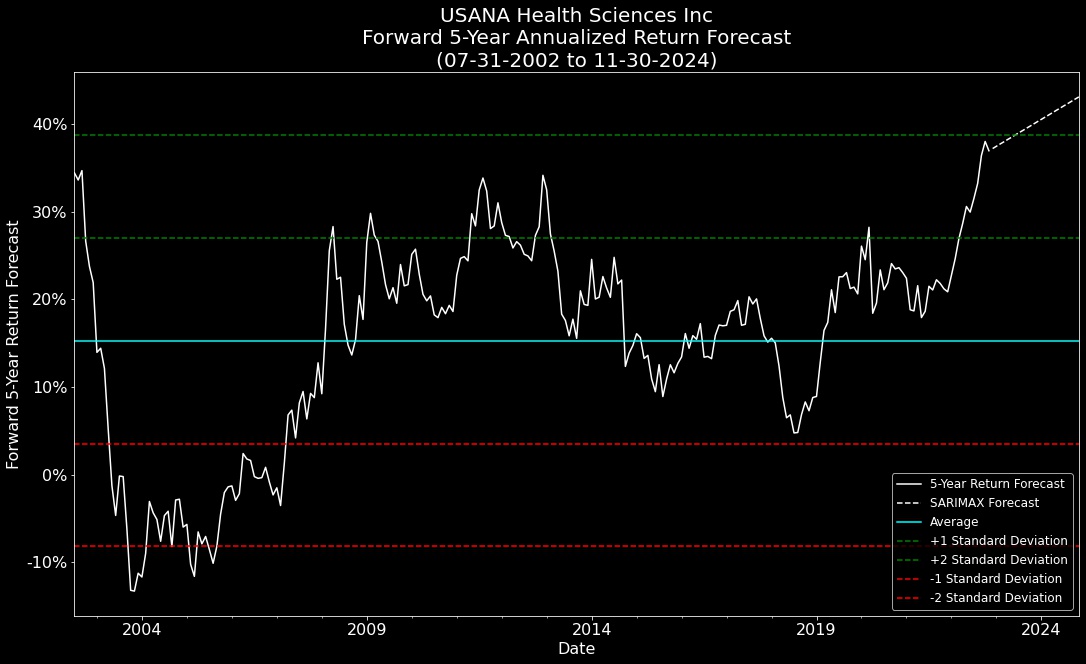 USANA Health Sciences Inc
Forward 5-Year Annualized Return Forecast
(07-31-2002 to 11-30-2024)
Forward 5-Year Return Forecast
40%
30%
20%
10%
0%
-10%
2004
2009
2014
2019
2024
Date
5-Year Return Forecast
SARIMAX Forecast
Average
+1 Standard Deviation
+2 Standard Deviation
-1 Standard Deviation
-2 Standard Deviation